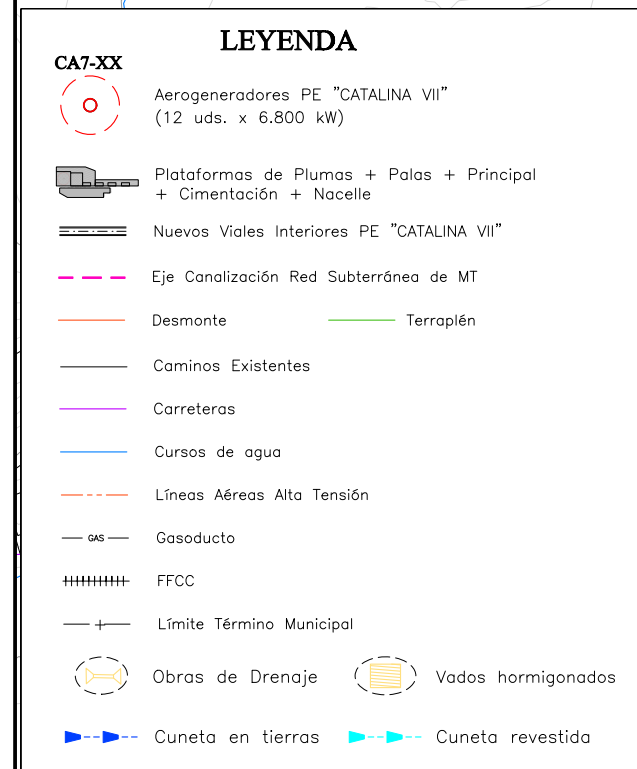 LEYENDA
CA7-XX
Aerogeneradores PE "CATALINA VII"
(12 uds. x 6.800 kW)
Plataformas de Plumas + Palas + Principal
+ Cimentación + Nacelle
Nuevos Viales Interiores PE "CATALINA VII"
Eje Canalización Red Subterránea de MT
Desmonte Terraplén
Caminos Existentes
Carreteras
Cursos de agua
Líneas Aéreas Alta Tensión
GAS Gasoducto
FFCC
Límite Término Municipal
Obras de Drenaje Vados hormigonados
Cuneta en tierras Cuneta revestida